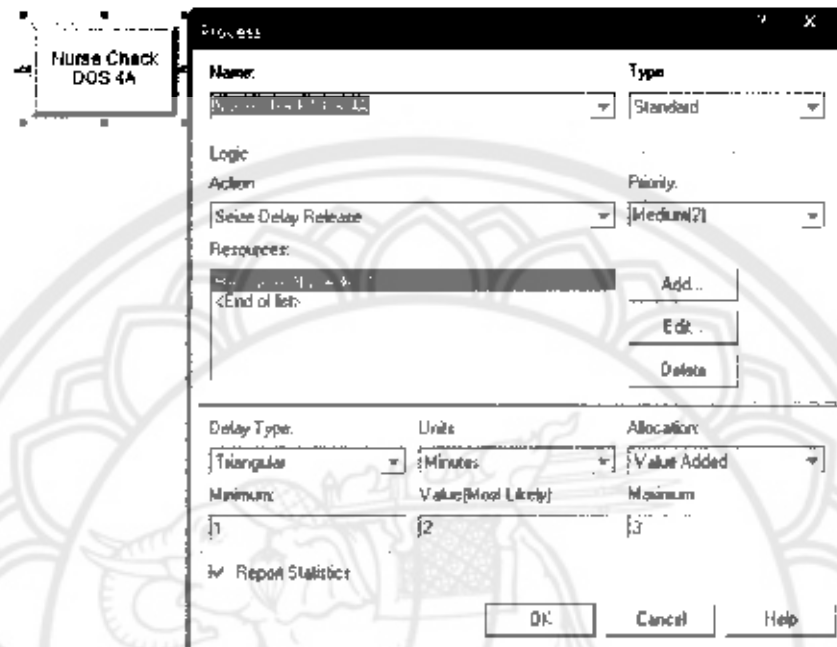 Nurse Check
DOS 4A
Process
? X
Name: Type
Standard
Logic
Action Priority:
Seize Delay Release Medium(2)
Resources:
<End of list>
Add...
Edit...
Delete
Delay Type: Units Allocation:
Triangular Minutes Value Added
Minimum: Value(Most Likely) Maximum
1 2 3
Report Statistics
OK Cancel Help